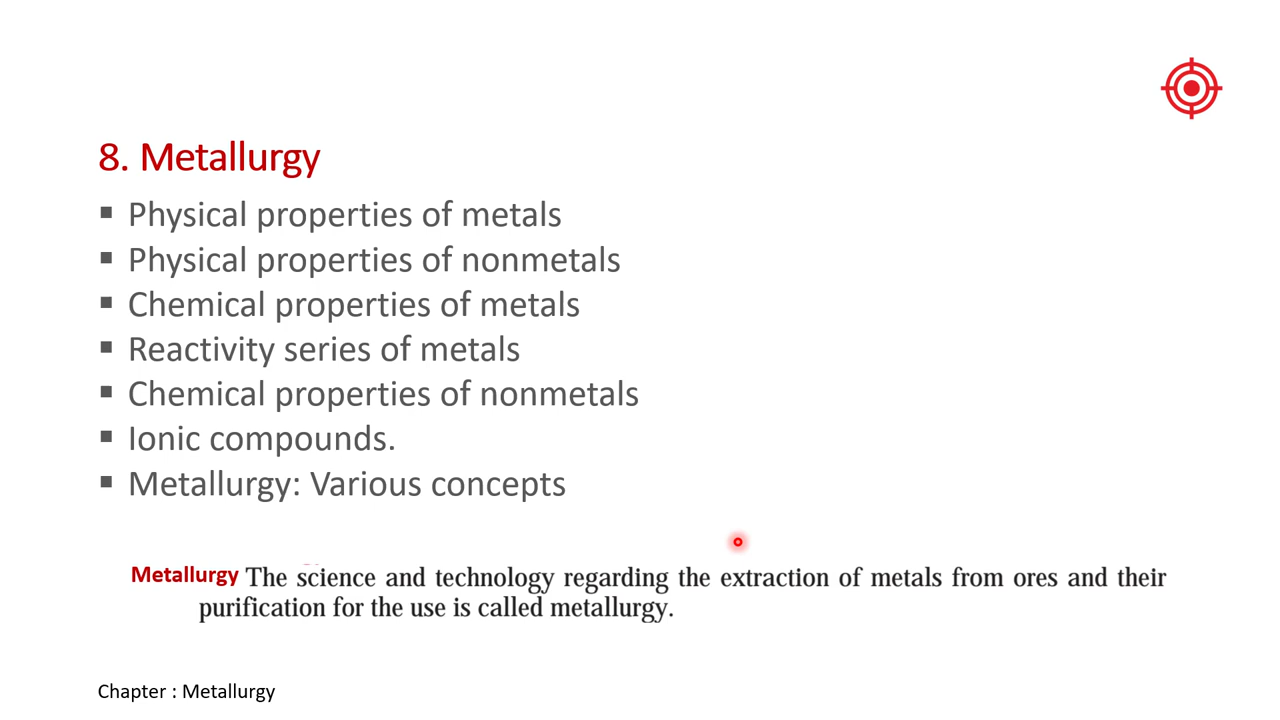 8. Metallurgy
▪ Physical properties of metals
▪ Physical properties of nonmetals
▪ Chemical properties of metals
▪ Reactivity series of metals
▪ Chemical properties of nonmetals
▪ Ionic compounds.
▪ Metallurgy: Various concepts
Metallurgy The science and technology regarding the extraction of metals from ores and their
purification for the use is called metallurgy.
Chapter : Metallurgy